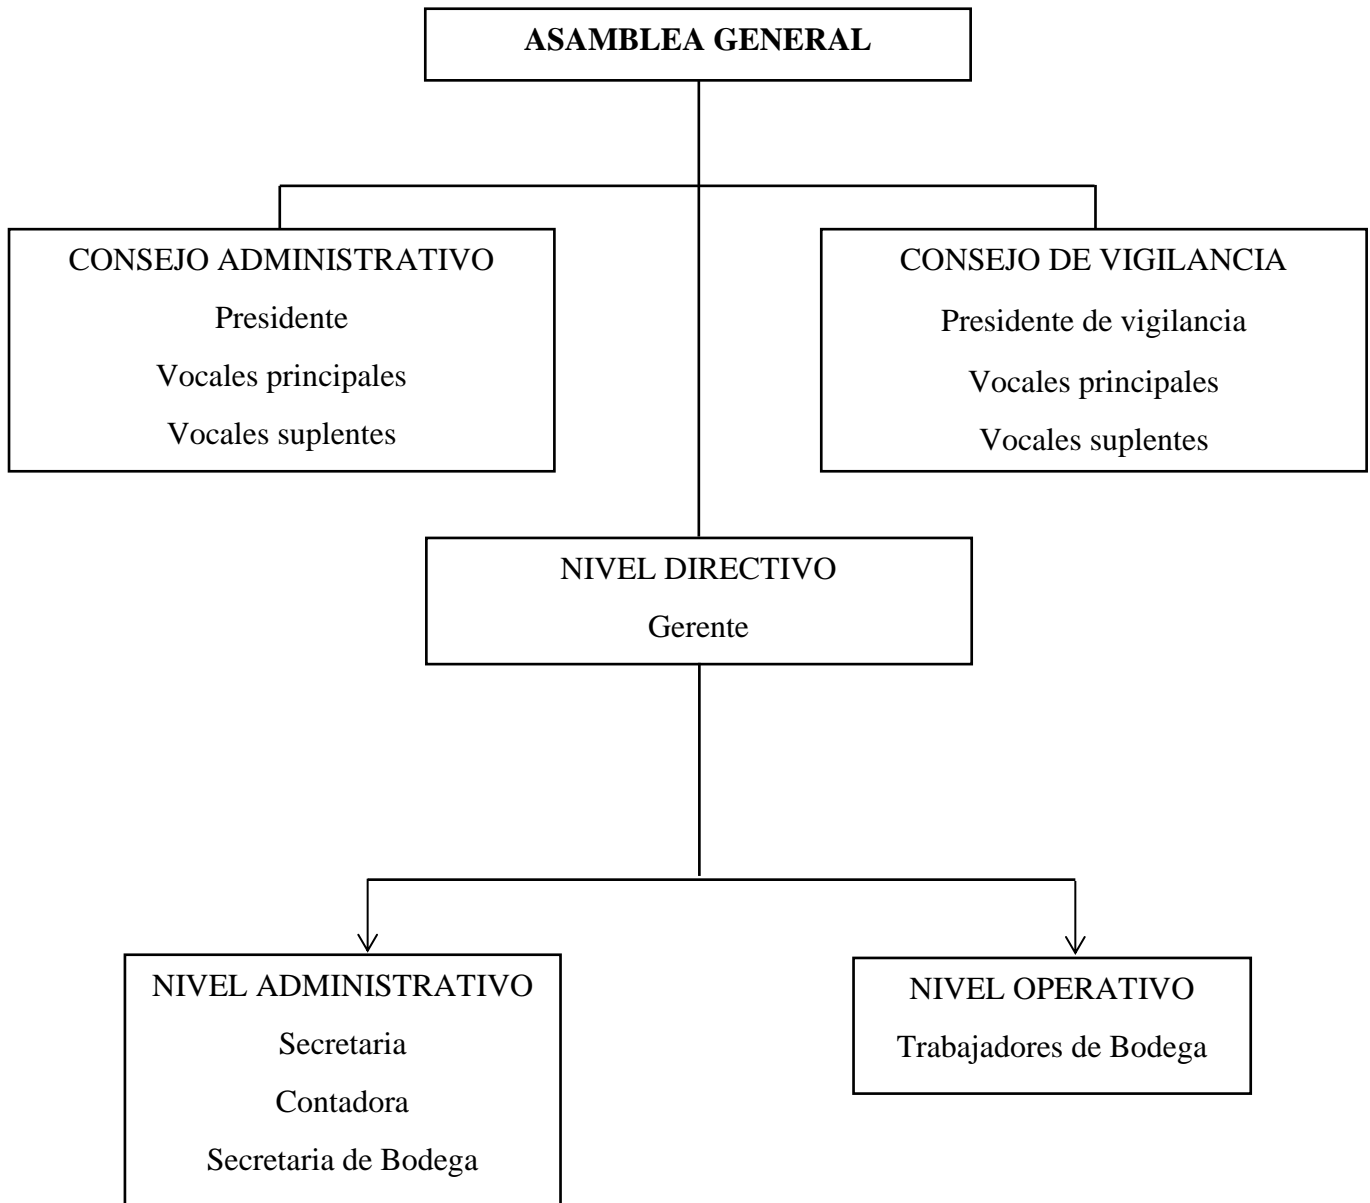 ASAMBLEA GENERAL
CONSEJO ADMINISTRATIVO
Presidente
Vocales principales
Vocales suplentes
CONSEJO DE VIGILANCIA
Presidente de vigilancia
Vocales principales
Vocales suplentes
NIVEL DIRECTIVO
Gerente
NIVEL ADMINISTRATIVO
Secretaria
Contadora
Secretaria de Bodega
NIVEL OPERATIVO
Trabajadores de Bodega